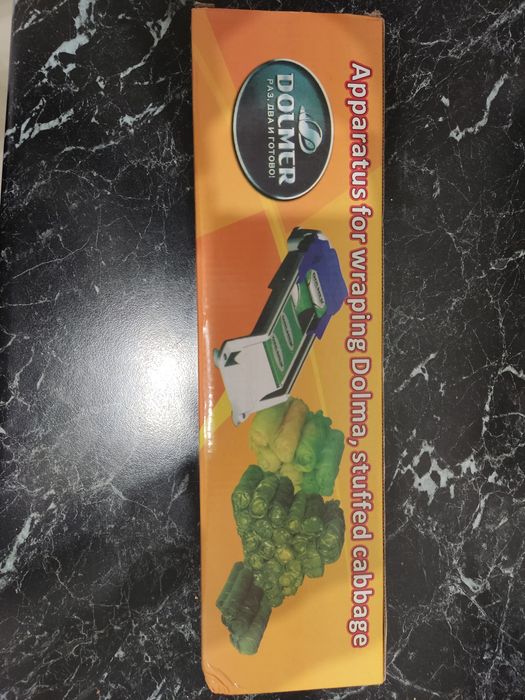 Apparatus for wraping Dolma, stuffed cabbage
DOLMER
РАЗ, ДВА И ГОТОВО!